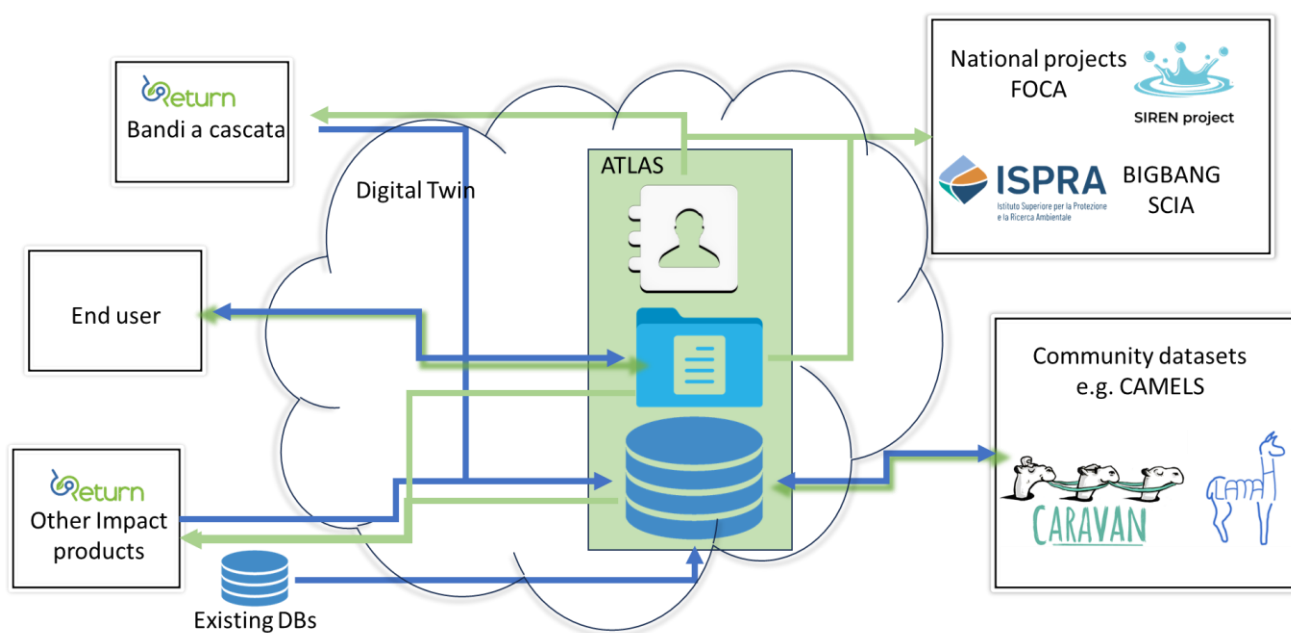 Return
Bandi a cascata
National projects
FOCA
SIREN project
ISPRA
Istituto Superiore per la Protezione
e la Ricerca Ambientale
BIGBANG
SCIA
Digital Twin
ATLAS
End user
Community datasets
e.g. CAMELS
CARAVAN
Return
Other Impact
products
Existing DBs